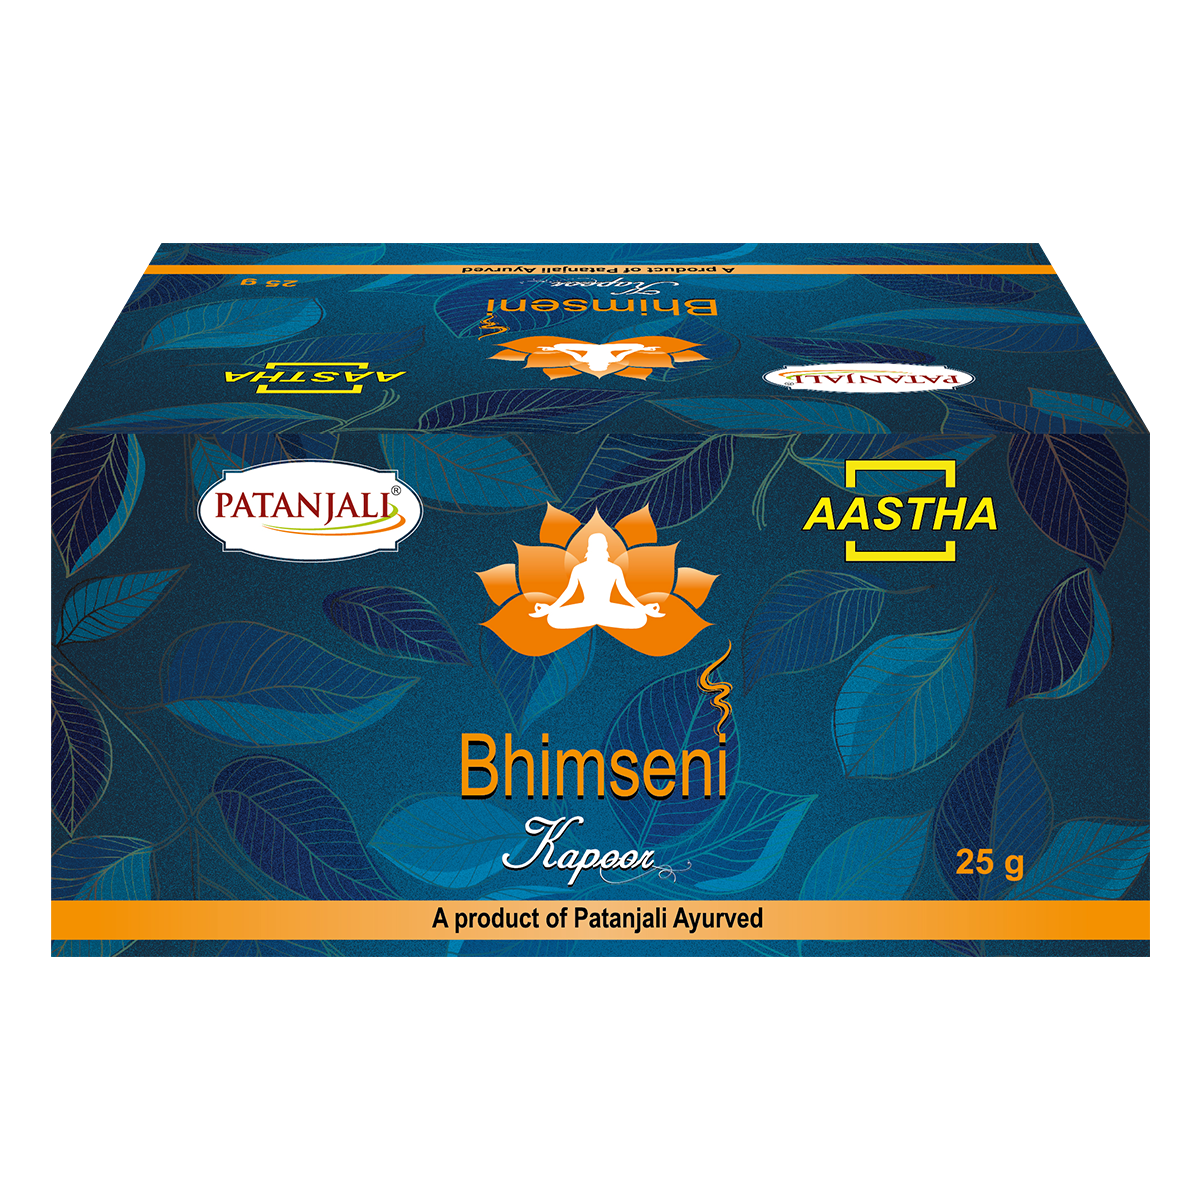 A product of Patanjali Ayurved
Kapoor
25 g
Bhimseni
AASTHA
PATANJALI®
PATANJALI®
AASTHA
Bhimseni
Kapoor
25 g
A product of Patanjali Ayurved